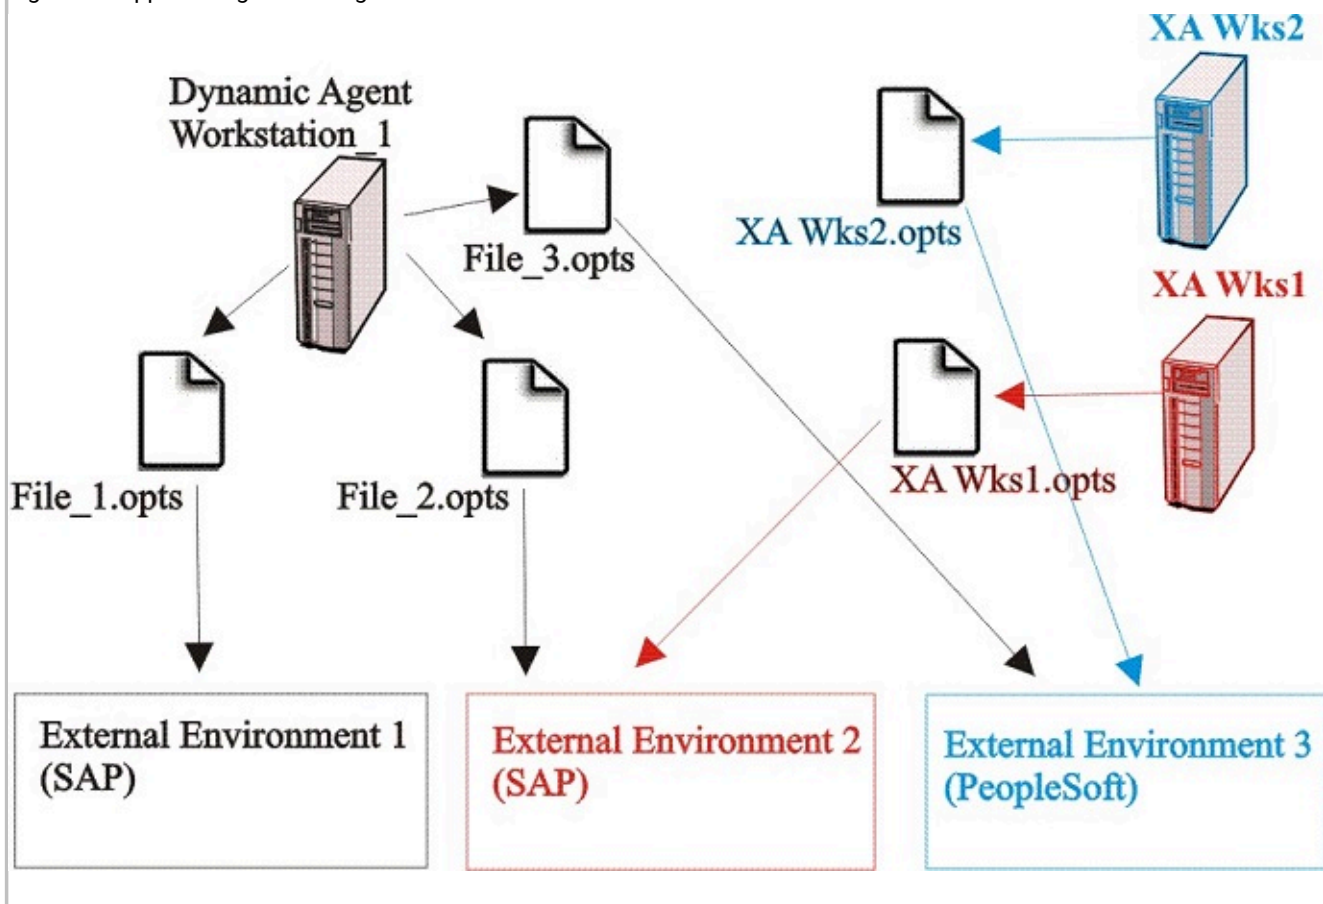 XA Wks2
Dynamic Agent
Workstation_1
XA Wks2.opts
File_3.opts
XA Wks1
XA Wks1.opts
File_1.opts
File_2.opts
External Environment 1
(SAP)
External Environment 2
(SAP)
External Environment 3
(PeopleSoft)